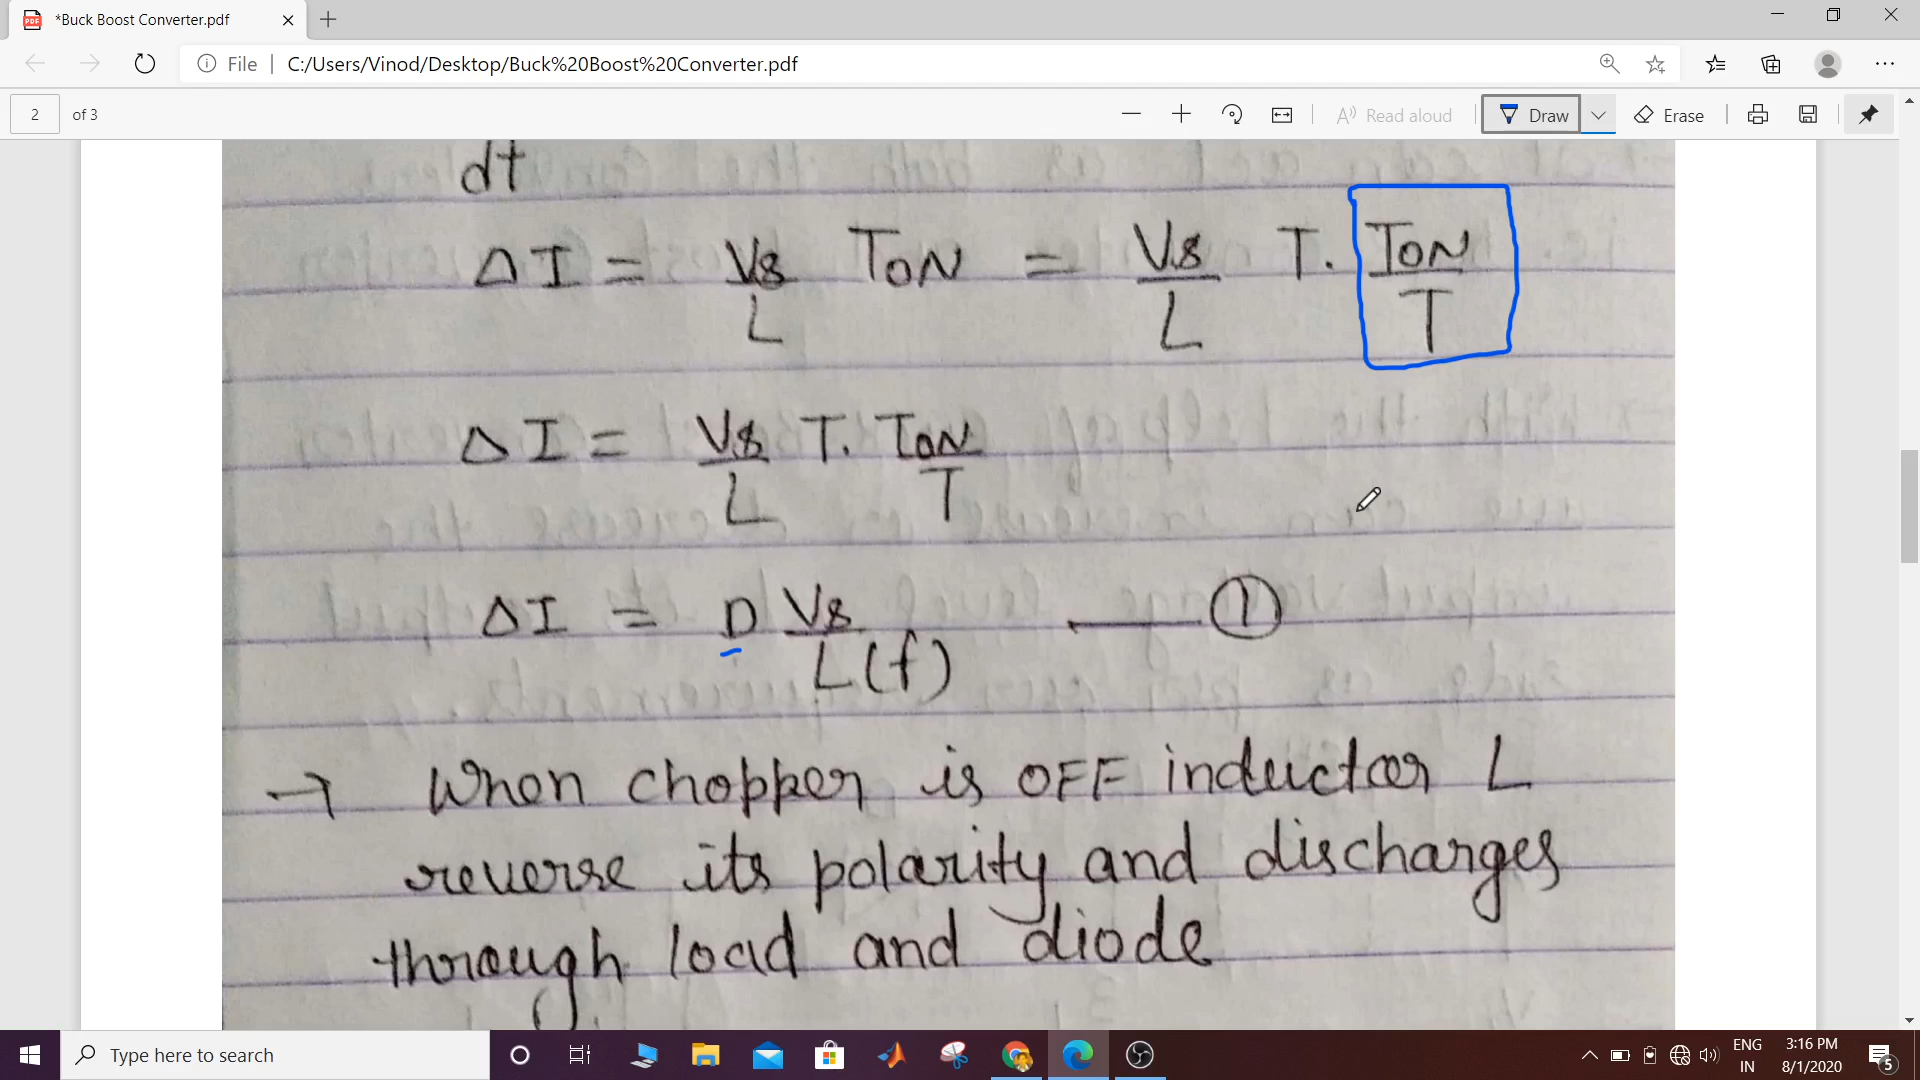 *Buck Boost Converter.pdf
File
C:/Users/Vinod/Desktop/Buck%20Boost%20Converter.pdf
2 of 3
Read aloud
Draw
Erase
dt
ΔI = Vs/L TON = Vs/L T. TON/T
ΔI = Vs/L T. TON/T
ΔI = D Vs/L(f) —— ①
→ When chopper is OFF inductor L
reverse its polarity and discharges
through load and diode
Type here to search
ENG
IN
3:16 PM
8/1/2020
5